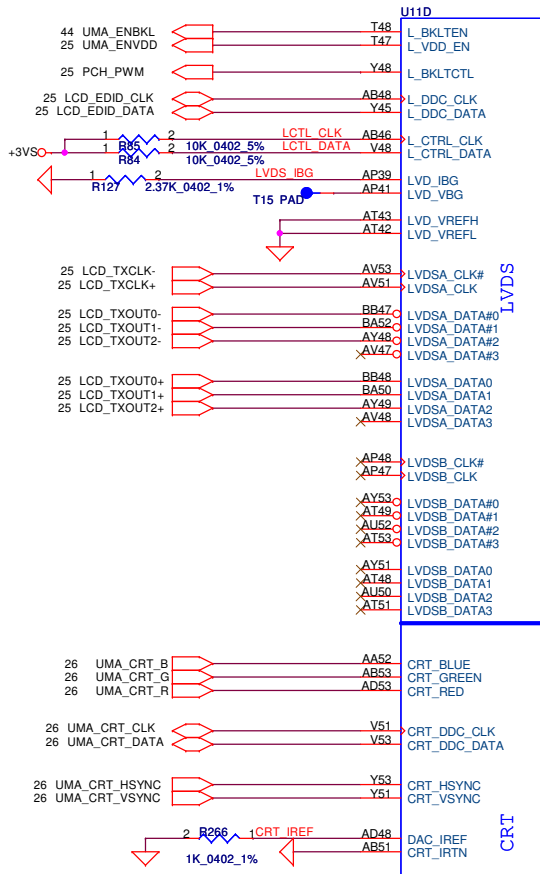 U11D
44 UMA_ENBKL T48 L_BKLTEN
25 UMA_ENVDD T47 L_VDD_EN
25 PCH_PWM Y48 L_BKLTCTL
25 LCD_EDID_CLK AB48 L_DDC_CLK
25 LCD_EDID_DATA Y45 L_DDC_DATA
1 2 LCTL_CLK AB46 L_CTRL_CLK
R85 10K_0402_5%
+3VS 1 2 LCTL_DATA V48 L_CTRL_DATA
R84 10K_0402_5%
1 2 LVDS_IBG AP39 LVD_IBG
R127 2.37K_0402_1%
T15 PAD AP41 LVD_VBG
AT43 LVD_VREFH
AT42 LVD_VREFL
LVDS
25 LCD_TXCLK- AV53 LVDSA_CLK#
25 LCD_TXCLK+ AV51 LVDSA_CLK
25 LCD_TXOUT0- BB47 LVDSA_DATA#0
25 LCD_TXOUT1- BA52 LVDSA_DATA#1
25 LCD_TXOUT2- AY48 LVDSA_DATA#2
AV47 LVDSA_DATA#3
25 LCD_TXOUT0+ BB48 LVDSA_DATA0
25 LCD_TXOUT1+ BA50 LVDSA_DATA1
25 LCD_TXOUT2+ AY49 LVDSA_DATA2
AV48 LVDSA_DATA3
AP48 LVDSB_CLK#
AP47 LVDSB_CLK
AY53 LVDSB_DATA#0
AT49 LVDSB_DATA#1
AU52 LVDSB_DATA#2
AT53 LVDSB_DATA#3
AY51 LVDSB_DATA0
AT48 LVDSB_DATA1
AU50 LVDSB_DATA2
AT51 LVDSB_DATA3
26 UMA_CRT_B AA52 CRT_BLUE
26 UMA_CRT_G AB53 CRT_GREEN
26 UMA_CRT_R AD53 CRT_RED
26 UMA_CRT_CLK V51 CRT_DDC_CLK
26 UMA_CRT_DATA V53 CRT_DDC_DATA
26 UMA_CRT_HSYNC Y53 CRT_HSYNC
26 UMA_CRT_VSYNC Y51 CRT_VSYNC
CRT
2 R266 1 CRT_IREF AD48 DAC_IREF
AB51 CRT_IRTN
1K_0402_1%